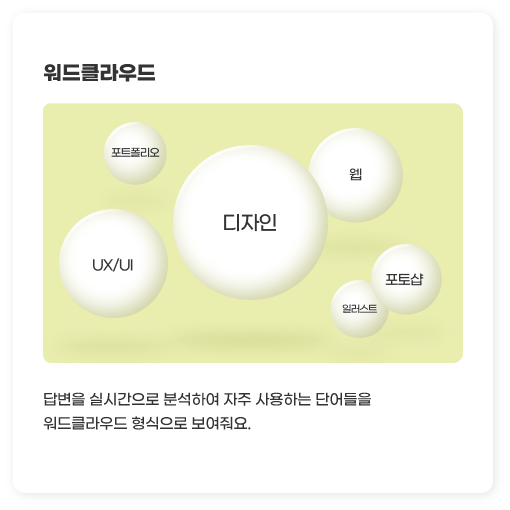 워드클라우드
포트폴리오
웹
디자인
UX/UI
포토샵
일러스트
답변을 실시간으로 분석하여 자주 사용하는 단어들을
워드클라우드 형식으로 보여줘요.